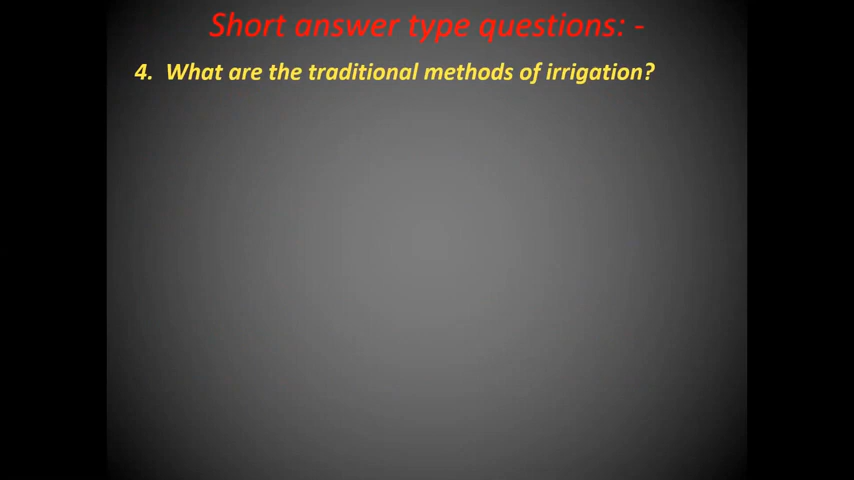 Short answer type questions: -
4. What are the traditional methods of irrigation?